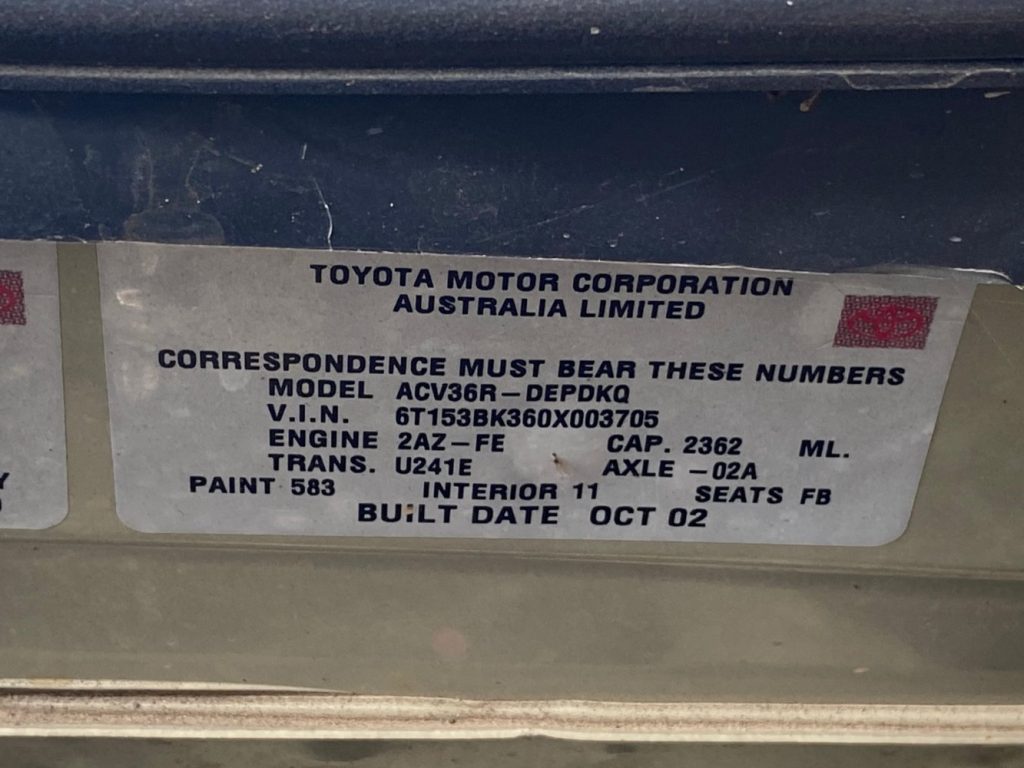 TOYOTA MOTOR CORPORATION
AUSTRALIA LIMITED
CORRESPONDENCE MUST BEAR THESE NUMBERS
MODEL ACV36R-DEPDKQ
V.I.N. 6T153BK360X003705
ENGINE 2AZ-FE CAP. 2362 ML.
TRANS. U241E AXLE -02A
PAINT 583 INTERIOR 11 SEATS FB
BUILT DATE OCT 02